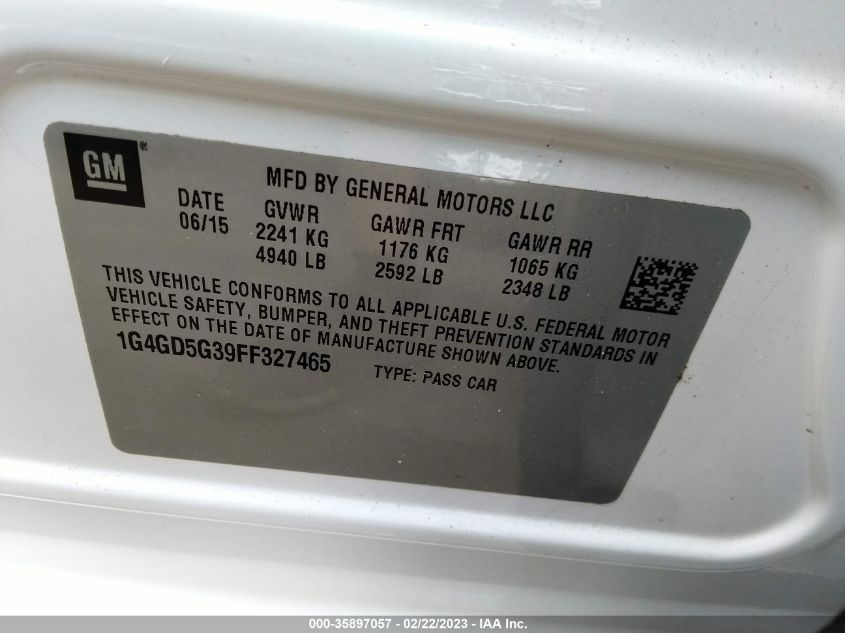 GM ®
MFD BY GENERAL MOTORS LLC
DATE GVWR GAWR FRT GAWR RR
06/15 2241 KG 1176 KG 1065 KG
4940 LB 2592 LB 2348 LB
THIS VEHICLE CONFORMS TO ALL APPLICABLE U.S. FEDERAL MOTOR
VEHICLE SAFETY, BUMPER, AND THEFT PREVENTION STANDARDS IN
EFFECT ON THE DATE OF MANUFACTURE SHOWN ABOVE.
1G4GD5G39FF327465 TYPE: PASS CAR
000-35897057 - 02/22/2023 - IAA Inc.